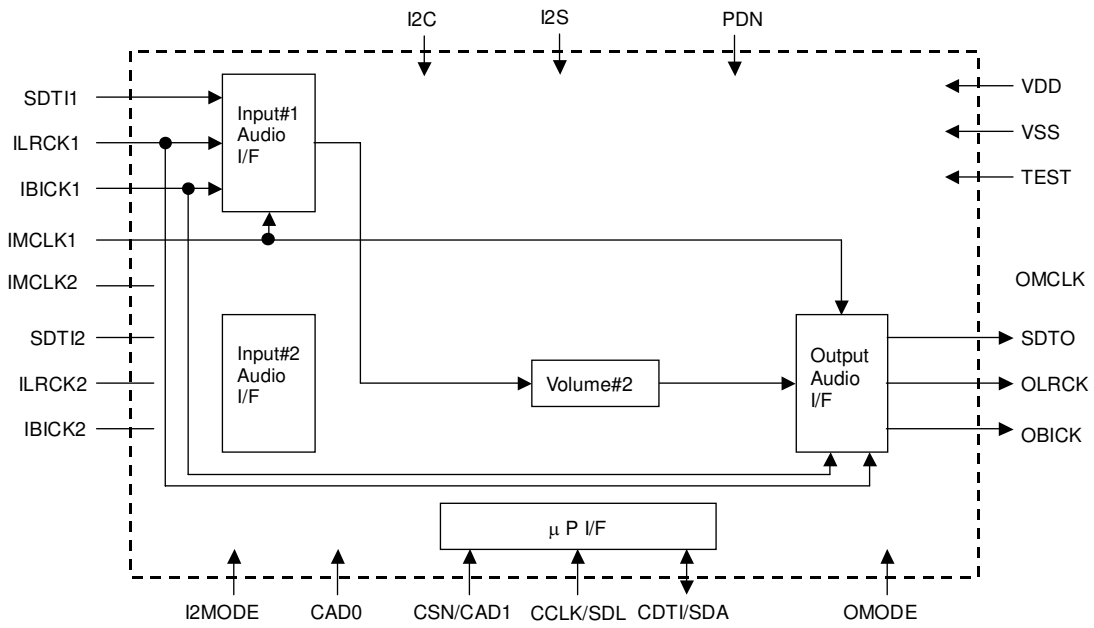 I2C
I2S
PDN
SDTI1
ILRCK1
IBICK1
IMCLK1
IMCLK2
SDTI2
ILRCK2
IBICK2
Input#1
Audio
I/F
Input#2
Audio
I/F
Volume#2
Output
Audio
I/F
VDD
VSS
TEST
OMCLK
SDTO
OLRCK
OBICK
μ P I/F
I2MODE
CAD0
CSN/CAD1
CCLK/SDL
CDTI/SDA
OMODE